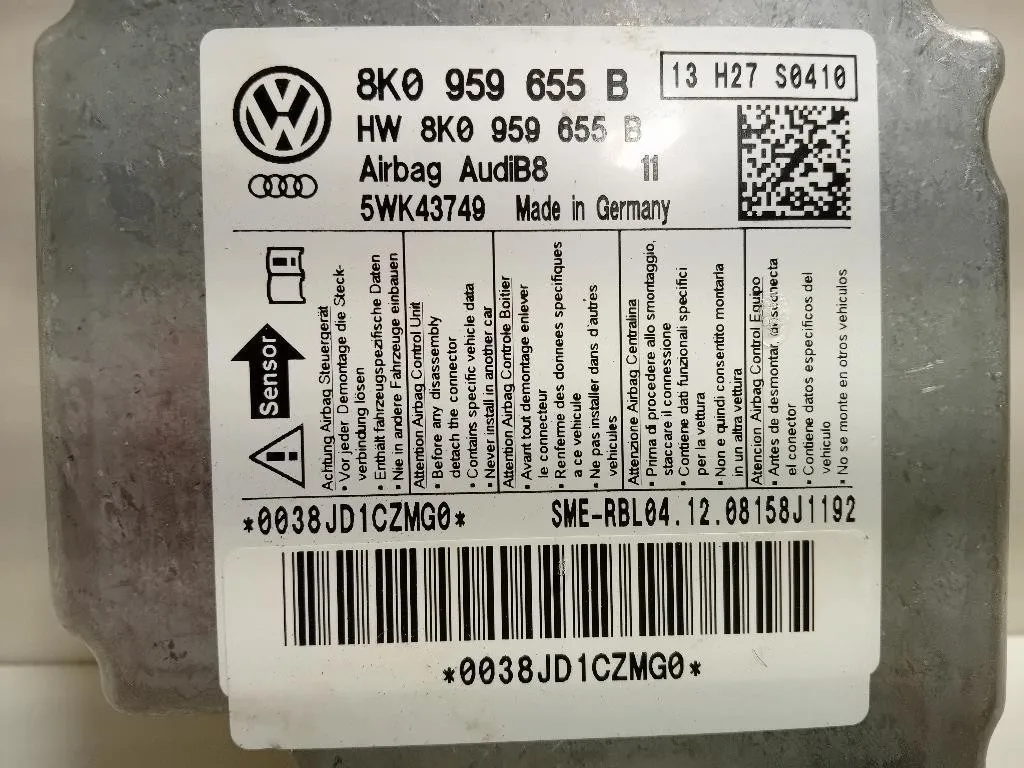 8K0 959 655 B
13 H27 S0410
HW 8K0 959 655 B
Airbag AudiB8 11
5WK43749 Made in Germany
Sensor
Achtung Airbag Steuergerät
• Vor jeder Demontage die Steck-
verbindung lösen
• Enthält fahrzeugspezifische Daten
• Nie in andere Fahrzeuge einbauen
Attention Airbag Control Unit
• Before any disassembly
detach the connector
• Contains specific vehicle data
• Never install in another car
Attention Airbag Controle Boitier
• Avant tout demontage enlever
le connecteur
• Renferme des donnees specifiques
a ce vehicule
• Ne pas installer dans d'autres
vehicules
Attenzione Airbag Centralina
• Prima di procedere allo smontaggio,
staccare il connessione
• Contiene dati funzionali specifici
per la vettura
• Non e quindi consentito montarla
in un altra vettura
Atencion Airbag Control Equipo
• Antes de desmontar, desconecta
el conector
• Contiene datos especificos del
vehiculo
• No se monte en otros vehiculos
*0038JD1CZMG0*
SME-RBL04.12.08158J1192
*0038JD1CZMG0*